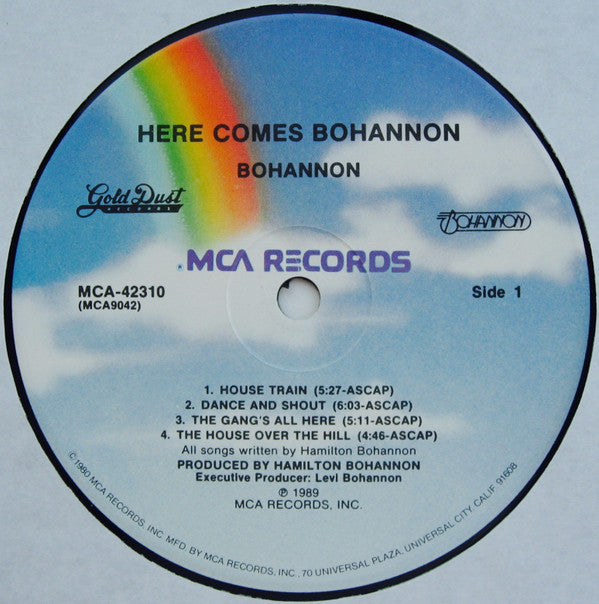 HERE COMES BOHANNON
BOHANNON
Gold Dust
RECORDS
BOHANNON
MCA RECORDS
MCA-42310
(MCA9042)
Side 1
1. HOUSE TRAIN (5:27-ASCAP)
2. DANCE AND SHOUT (6:03-ASCAP)
3. THE GANG'S ALL HERE (5:11-ASCAP)
4. THE HOUSE OVER THE HILL (4:46-ASCAP)
All songs written by Hamilton Bohannon
PRODUCED BY HAMILTON BOHANNON
Executive Producer: Levi Bohannon
℗ 1989
MCA RECORDS, INC.
© 1980 MCA RECORDS, INC. MFD. BY MCA RECORDS, INC., 70 UNIVERSAL PLAZA, UNIVERSAL CITY, CALIF. 91608